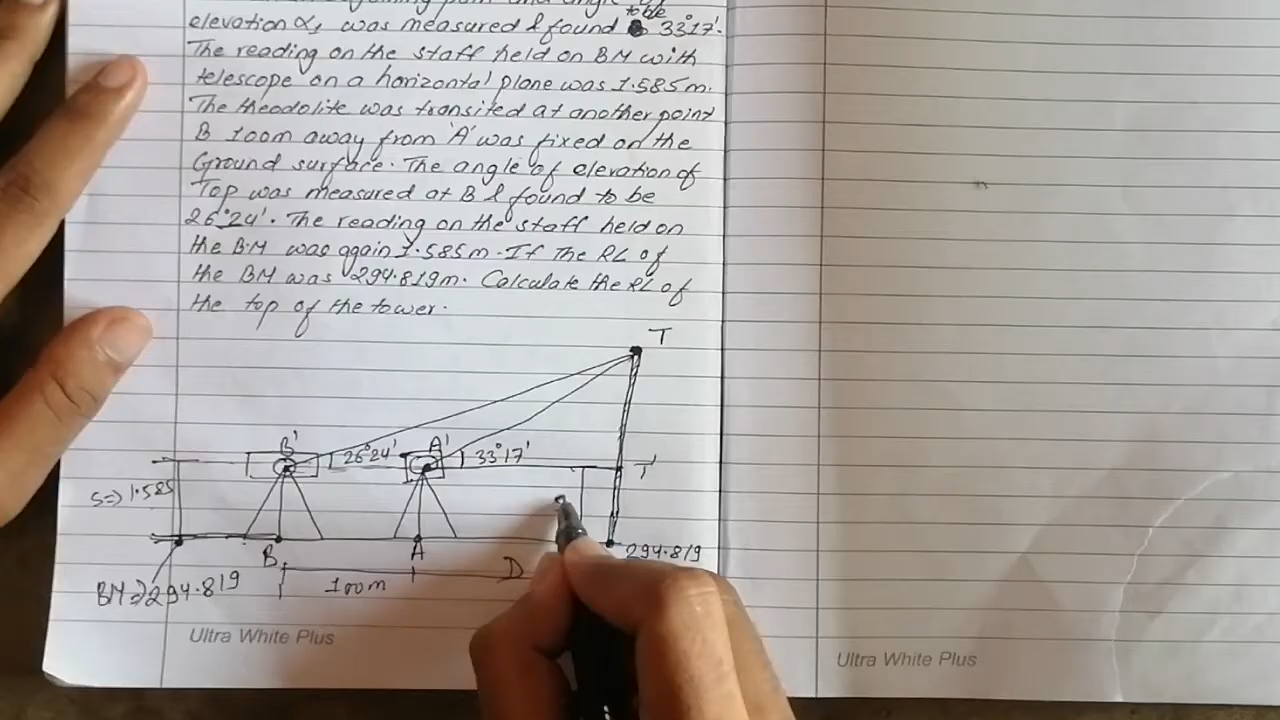 elevation α₁ was measured & found to be 33°17'.
The reading on the staff held on BM with
telescope on a horizontal plane was 1.585m.
The theodolite was transited at another point
B 100m away from 'A' was fixed on the
Ground surface. The angle of elevation of
Top was measured at B & found to be
26°24'. The reading on the staff held on
the B.M was again 1.585m. If the RL of
the BM was 294.819m. Calculate the RL of
the top of the tower.
T
B'
26°24'
A'
33°17'
T'
S=> 1.585
B
A
294.819
BM=>294.819
100m
D
Ultra White Plus
Ultra White Plus